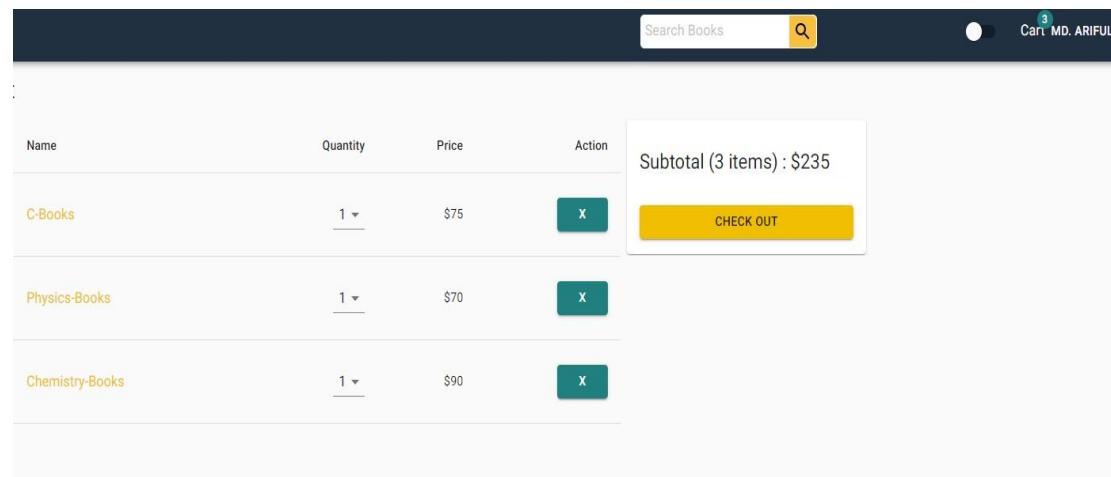 Search Books
3
Cart MD. ARIFUL
Name Quantity Price Action
C-Books 1 $75 X
Physics-Books 1 $70 X
Chemistry-Books 1 $90 X
Subtotal (3 items) : $235
CHECK OUT